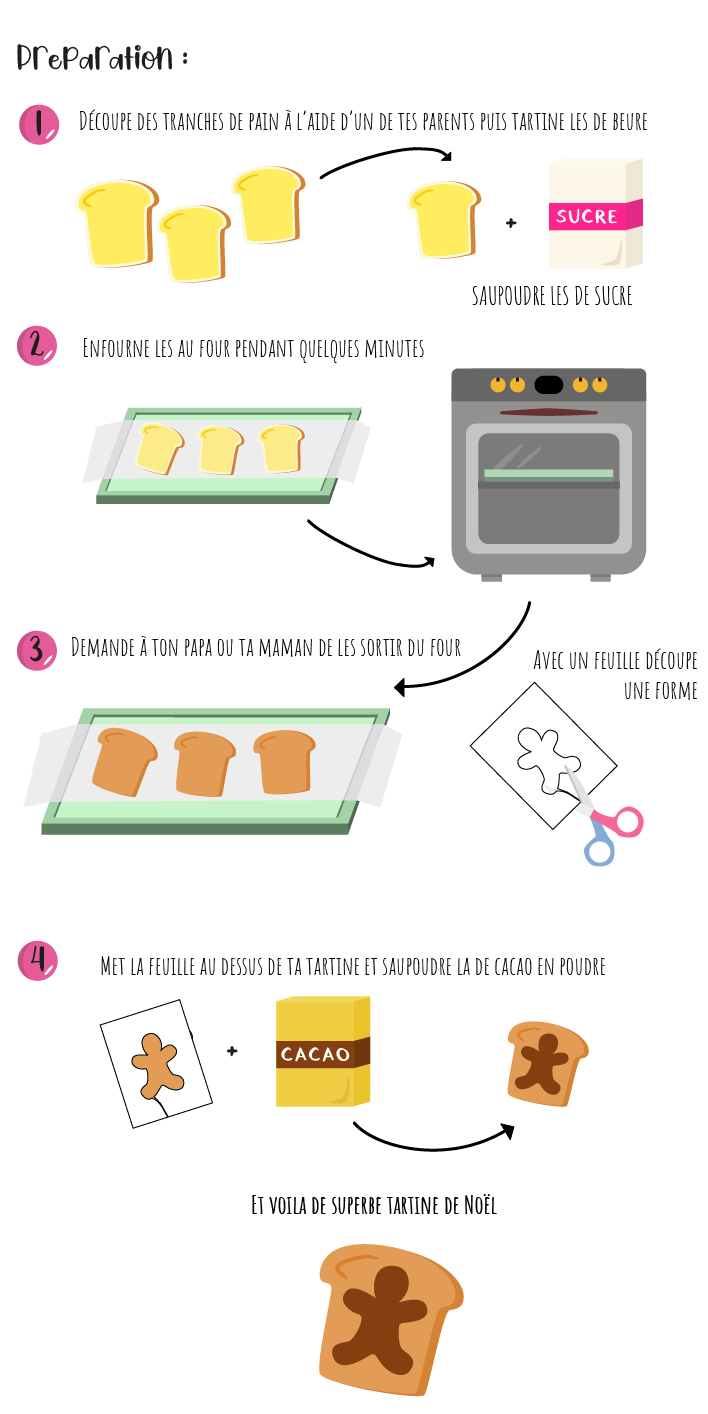 Preparation :
1 Découpe des tranches de pain à l'aide d'un de tes parents puis tartine les de beure
SUCRE
saupoudre les de sucre
2 Enfourne les au four pendant quelques minutes
3 Demande à ton papa ou ta maman de les sortir du four
Avec un feuille découpe
une forme
4 Met la feuille au dessus de ta tartine et saupoudre la de cacao en poudre
CACAO
Et voila de superbe tartine de Noël